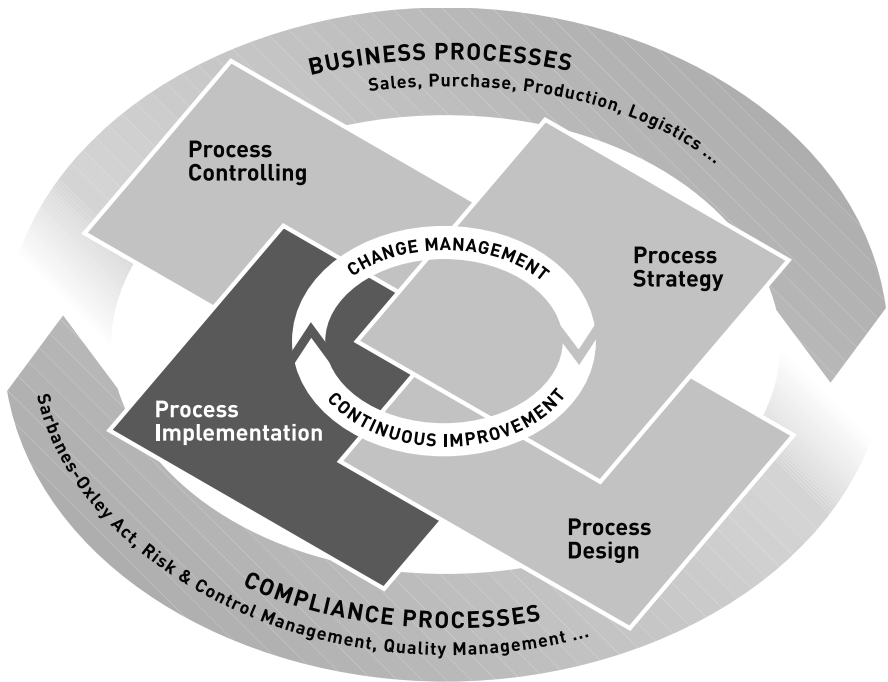 BUSINESS PROCESSES
Sales, Purchase, Production, Logistics ...
Process
Controlling
CHANGE MANAGEMENT
Process
Strategy
Process
Implementation
CONTINUOUS IMPROVEMENT
Process
Design
COMPLIANCE PROCESSES
Sarbanes-Oxley Act, Risk & Control Management, Quality Management ...